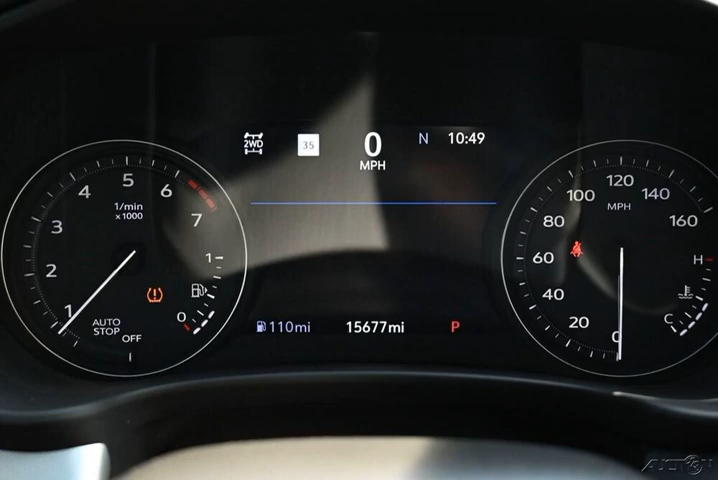 2WD 35 0 MPH N 10:49
1 2 3 4 5 6 7
1/min
x1000
AUTO
STOP
OFF
1
0
110mi 15677mi P
0 20 40 60 80 100 120 140 160
MPH
H
C